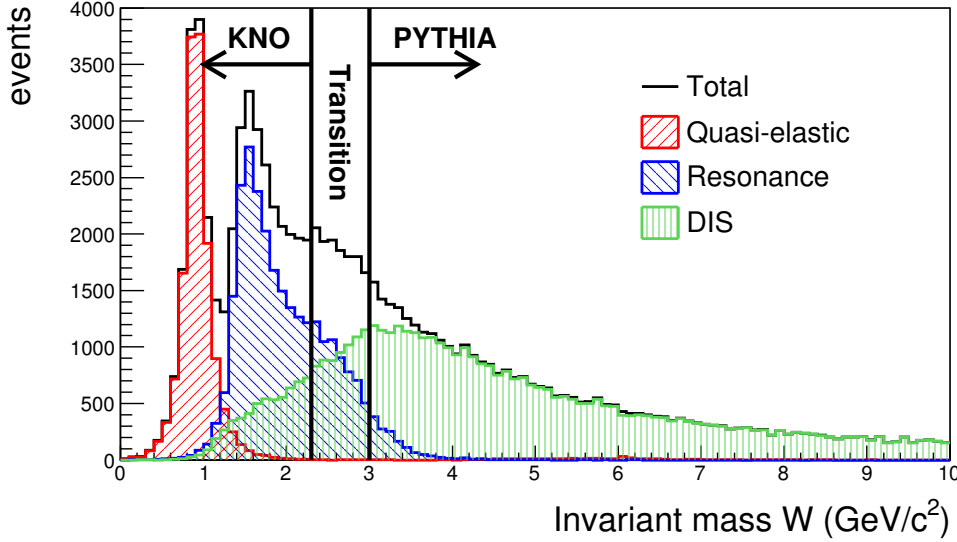 events
4000
3500
3000
2500
2000
1500
1000
500
0
KNO
PYTHIA
Transition
Total
Quasi-elastic
Resonance
DIS
0 1 2 3 4 5 6 7 8 9 10
Invariant mass W (GeV/c²)